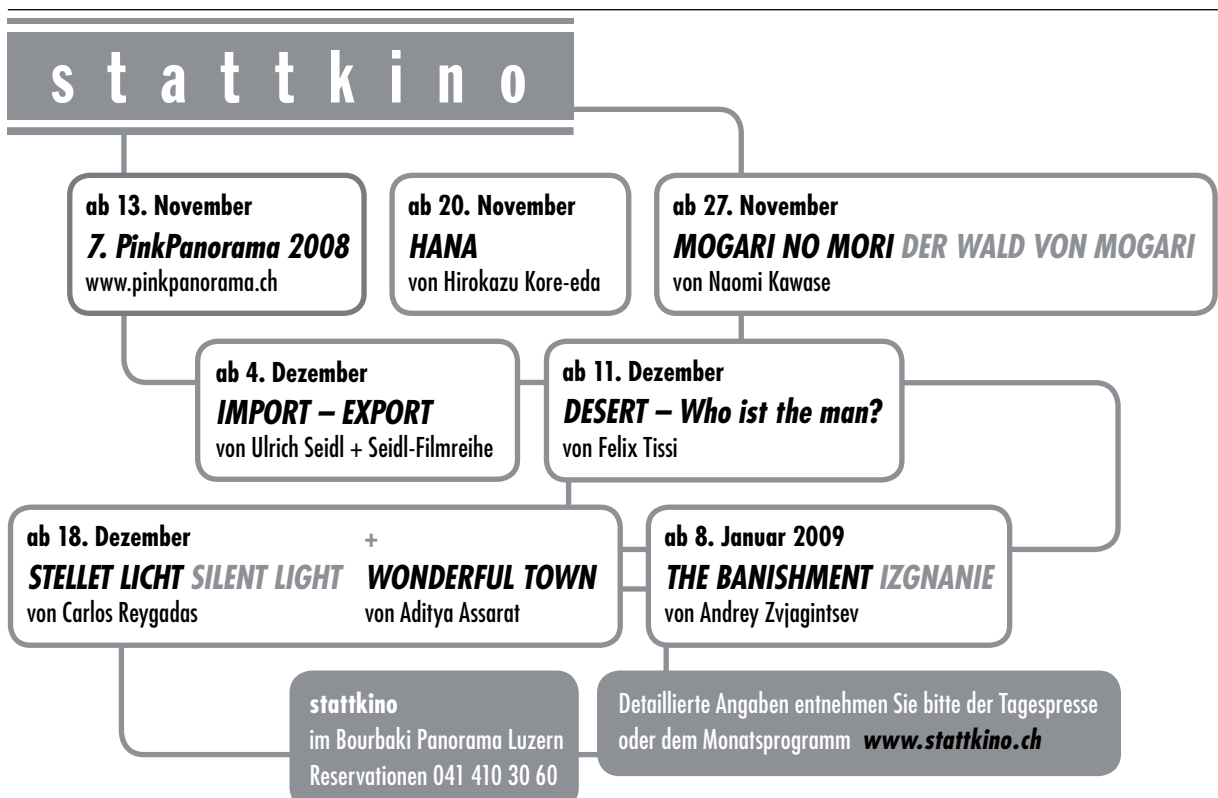 stattkino
ab 13. November
7. PinkPanorama 2008
www.pinkpanorama.ch
ab 20. November
HANA
von Hirokazu Kore-eda
ab 27. November
MOGARI NO MORI DER WALD VON MOGARI
von Naomi Kawase
ab 4. Dezember
IMPORT – EXPORT
von Ulrich Seidl + Seidl-Filmreihe
ab 11. Dezember
DESERT – Who ist the man?
von Felix Tissi
ab 18. Dezember
STELLET LICHT SILENT LIGHT
von Carlos Reygadas
+
WONDERFUL TOWN
von Aditya Assarat
ab 8. Januar 2009
THE BANISHMENT IZGNANIE
von Andrey Zvjagintsev
stattkino
im Bourbaki Panorama Luzern
Reservationen 041 410 30 60
Detaillierte Angaben entnehmen Sie bitte der Tagespresse
oder dem Monatsprogramm www.stattkino.ch